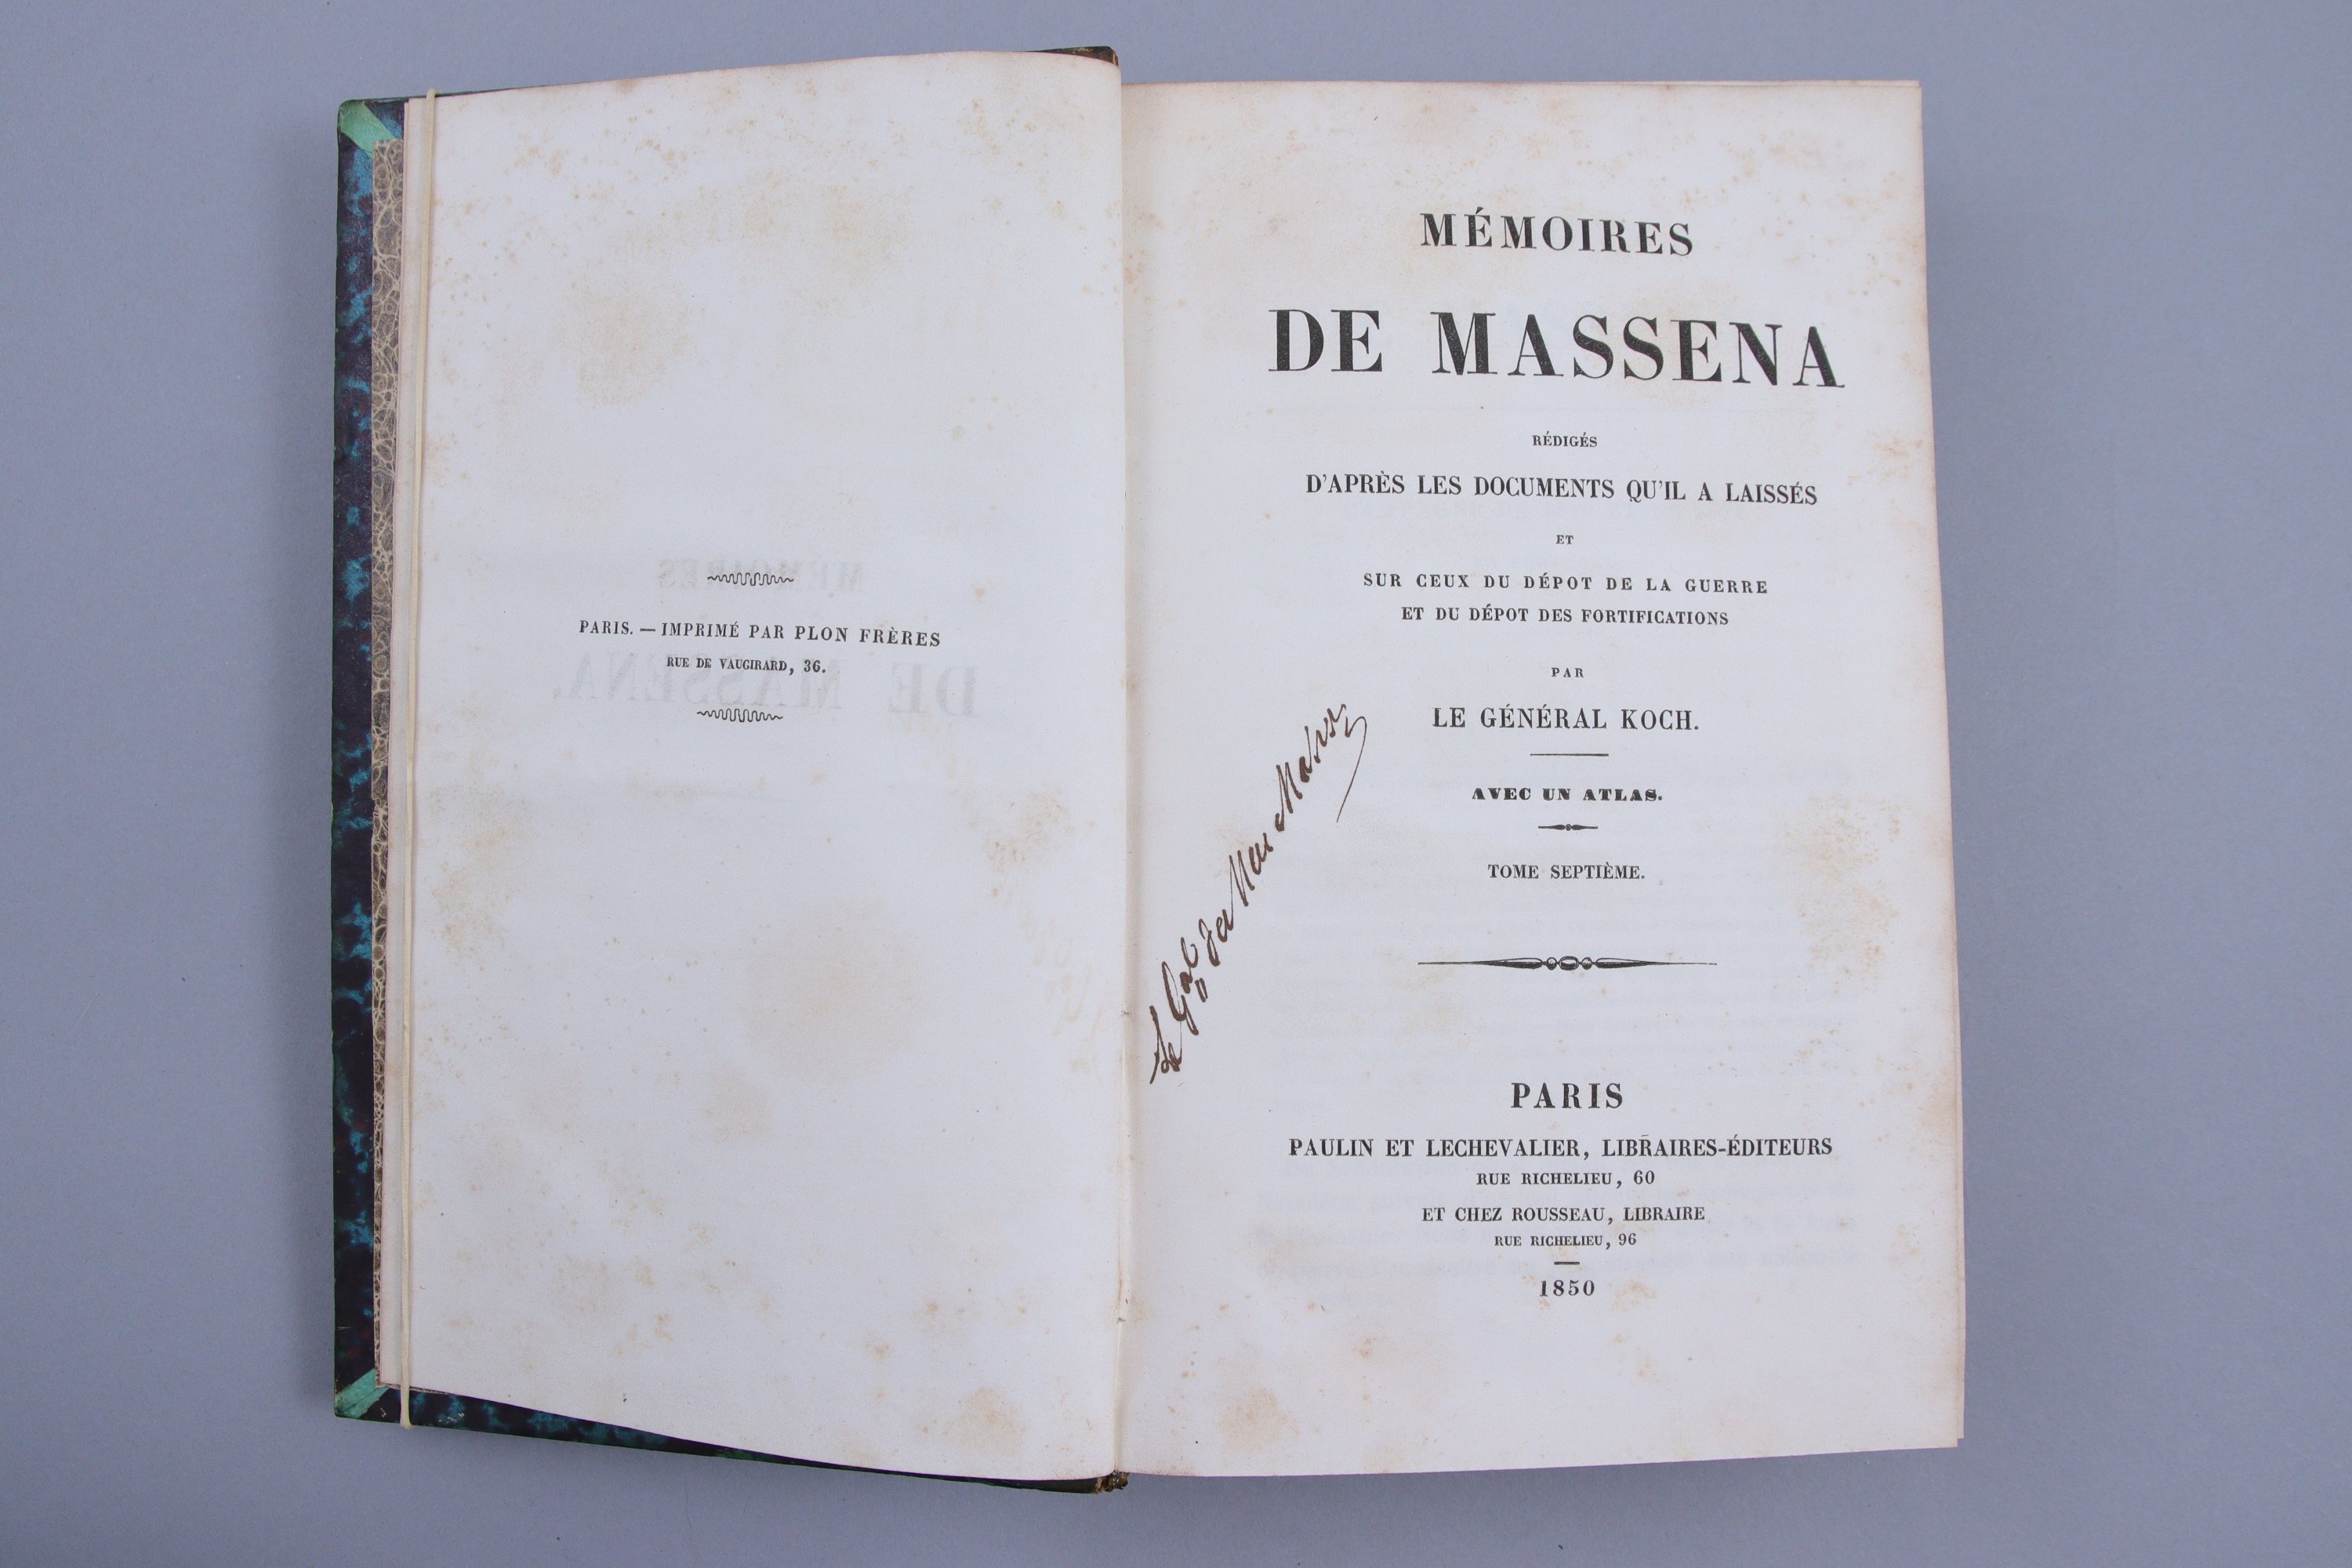 PARIS. — IMPRIMÉ PAR PLON FRÈRES
RUE DE VAUGIRARD, 36.
MÉMOIRES
DE MASSENA
RÉDIGÉS
D'APRÈS LES DOCUMENTS QU'IL A LAISSÉS
ET
SUR CEUX DU DÉPOT DE LA GUERRE
ET DU DÉPOT DES FORTIFICATIONS
PAR
LE GÉNÉRAL KOCH.
AVEC UN ATLAS.
TOME SEPTIÈME.
Le Gal
PARIS
PAULIN ET LECHEVALIER, LIBRAIRES-ÉDITEURS
RUE RICHELIEU, 60
ET CHEZ ROUSSEAU, LIBRAIRE
RUE RICHELIEU, 96
1850